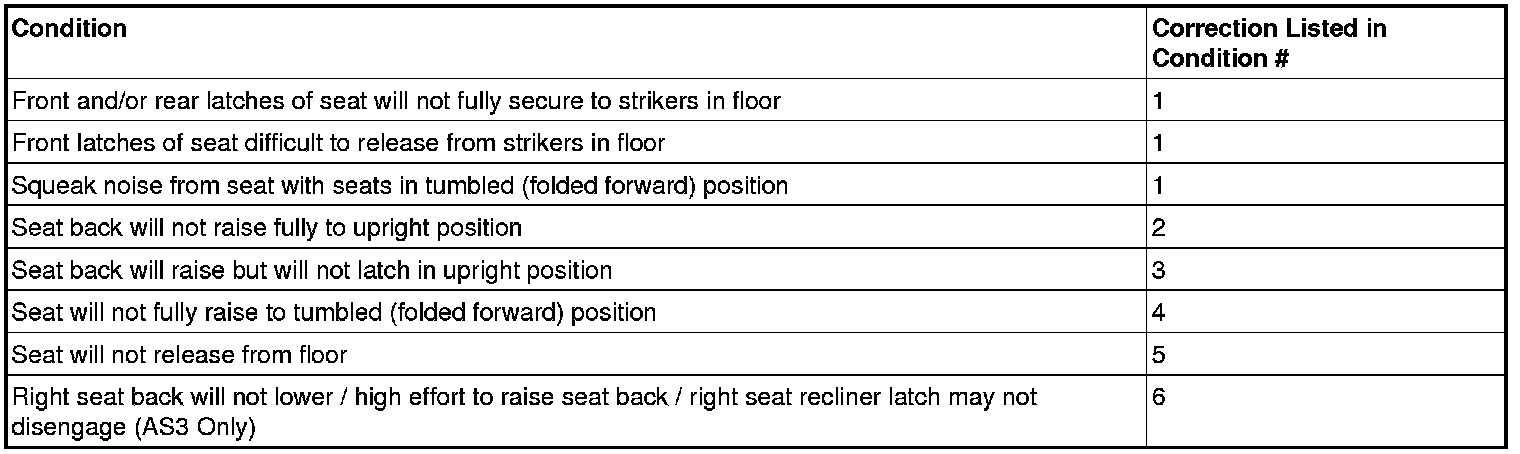 Condition
Correction Listed in
Condition #
Front and/or rear latches of seat will not fully secure to strikers in floor
1
Front latches of seat difficult to release from strikers in floor
1
Squeak noise from seat with seats in tumbled (folded forward) position
1
Seat back will not raise fully to upright position
2
Seat back will raise but will not latch in upright position
3
Seat will not fully raise to tumbled (folded forward) position
4
Seat will not release from floor
5
Right seat back will not lower / high effort to raise seat back / right seat recliner latch may not
disengage (AS3 Only)
6